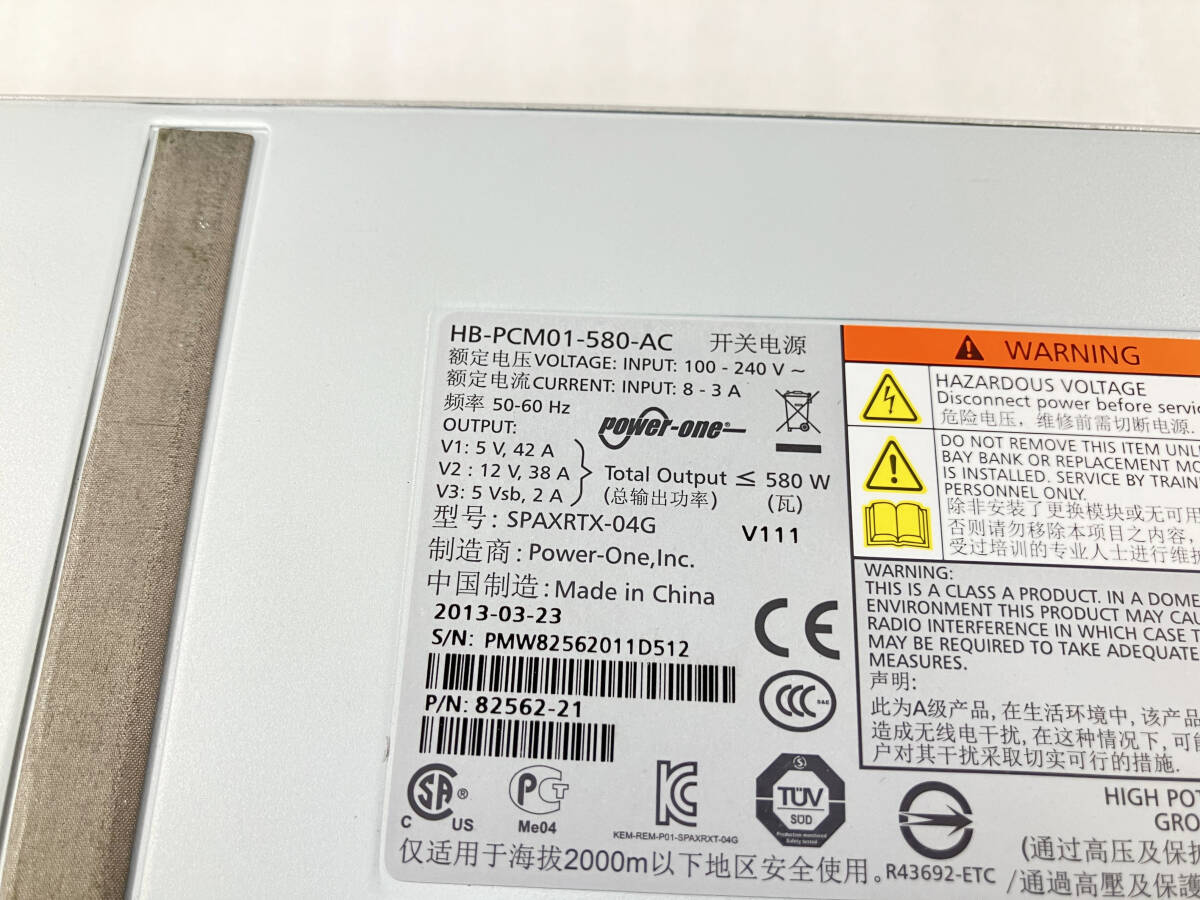 HB-PCM01-580-AC 开关电源
额定电压VOLTAGE: INPUT: 100 - 240 V ~
额定电流CURRENT: INPUT: 8 - 3 A
频率 50-60 Hz
OUTPUT:
power-one®
V1: 5 V, 42 A
V2 : 12 V, 38 A
V3: 5 Vsb, 2 A
Total Output ≤ 580 W
(总输出功率) (瓦)
型号: SPAXRTX-04G
V111
制造商: Power-One,Inc.
中国制造: Made in China
2013-03-23
S/N: PMW82562011D512
P/N: 82562-21
CE
CCC
S&E
CSA®
C US
PCT
Me04
KC
KEM-REM-P01-SPAXRXT-04G
S
TÜV
SÜD
Production monitored
Safety tested
R43692-ETC
仅适用于海拔2000m以下地区安全使用。
WARNING
HAZARDOUS VOLTAGE
Disconnect power before servic
危险电压，维修前需切断电源.
DO NOT REMOVE THIS ITEM UNL
BAY BANK OR REPLACEMENT MO
IS INSTALLED. SERVICE BY TRAIN
PERSONNEL ONLY.
除非安装了更换模块或无可用
否则请勿移除本项目之内容,
受过培训的专业人士进行维护
WARNING:
THIS IS A CLASS A PRODUCT. IN A DOME
ENVIRONMENT THIS PRODUCT MAY CAU
RADIO INTERFERENCE IN WHICH CASE T
MAY BE REQUIRED TO TAKE ADEQUATE
MEASURES.
声明:
此为A级产品, 在生活环境中, 该产品
造成无线电干扰, 在这种情况下, 可能
户对其干扰采取切实可行的措施.
HIGH POT
GRO
(通过高压及保护
/通過高壓及保護